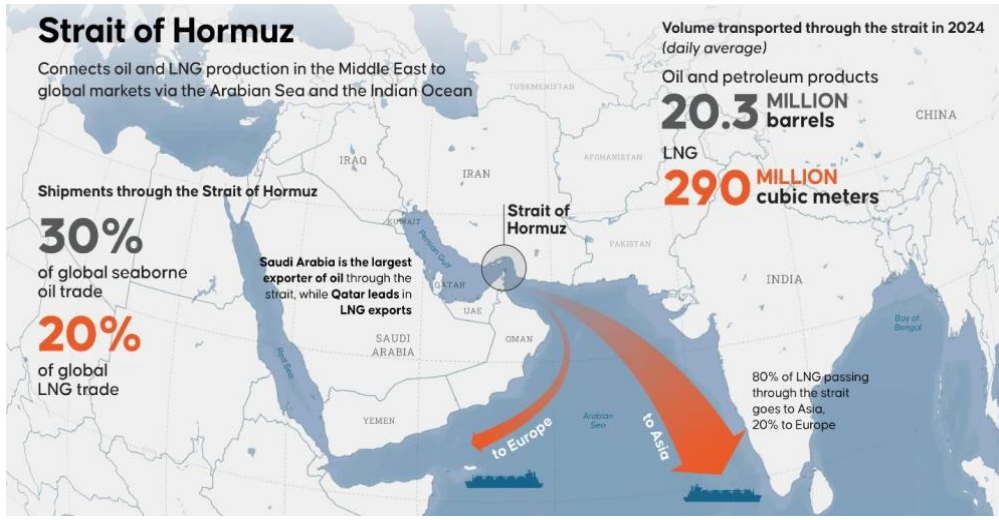 Strait of Hormuz
Connects oil and LNG production in the Middle East to
global markets via the Arabian Sea and the Indian Ocean
Volume transported through the strait in 2024
(daily average)
Oil and petroleum products
20.3 MILLION
barrels
LNG
290 MILLION
cubic meters
Shipments through the Strait of Hormuz
30%
of global seaborne
oil trade
20%
of global
LNG trade
Saudi Arabia is the largest
exporter of oil through the
strait, while Qatar leads in
LNG exports
Strait of
Hormuz
80% of LNG passing
through the strait
goes to Asia,
20% to Europe
to Europe
to Asia
TURKMENISTAN
CHINA
IRAQ
IRAN
AFGHANISTAN
KUWAIT
Persian Gulf
PAKISTAN
QATAR
UAE
INDIA
SAUDI
ARABIA
OMAN
Red Sea
YEMEN
Arabian
Sea
Bay of
Bengal